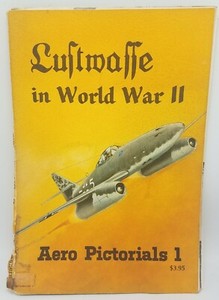 Luftwaffe
in World War II
Aero Pictorials 1
$3.95